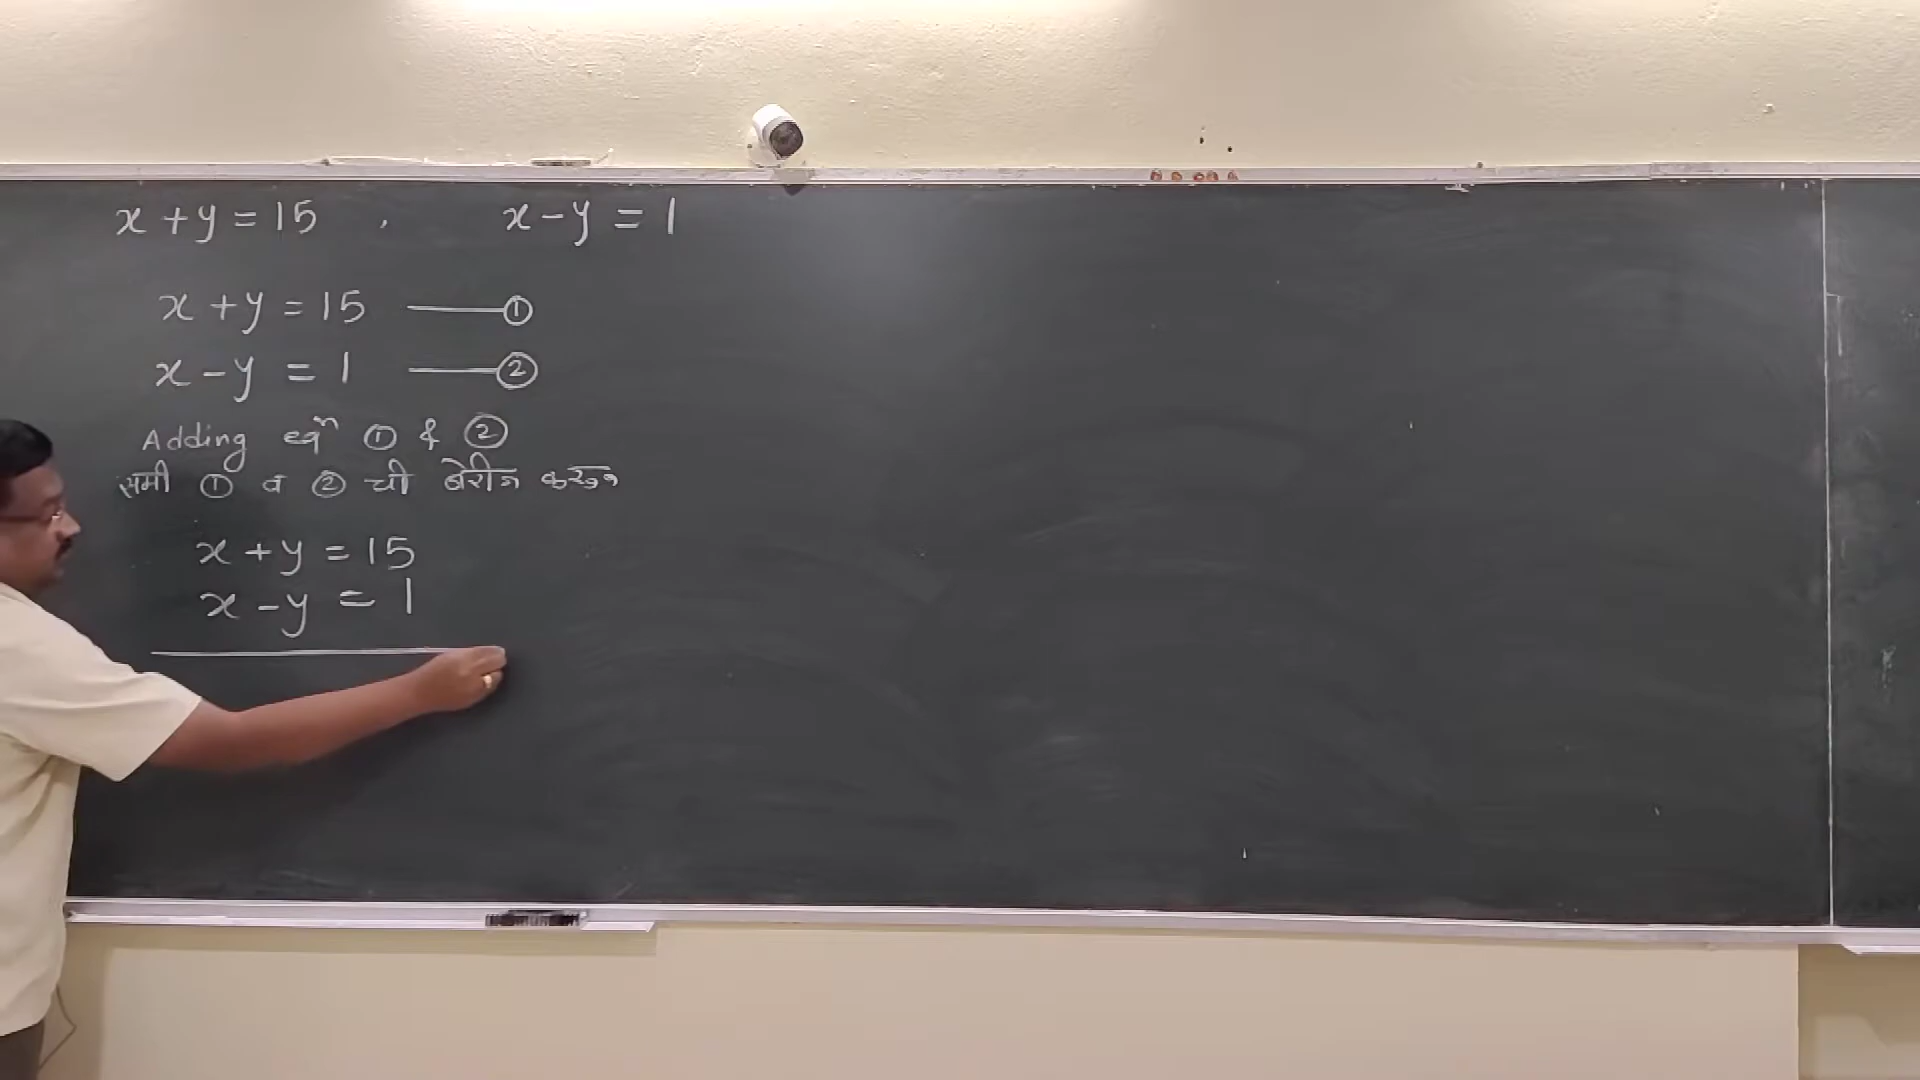 x + y = 15 , x - y = 1
x + y = 15 ——— ①
x - y = 1 ——— ②
Adding eqⁿ ① & ②
समी ① व ② ची बेरीज करून
x + y = 15
x - y = 1